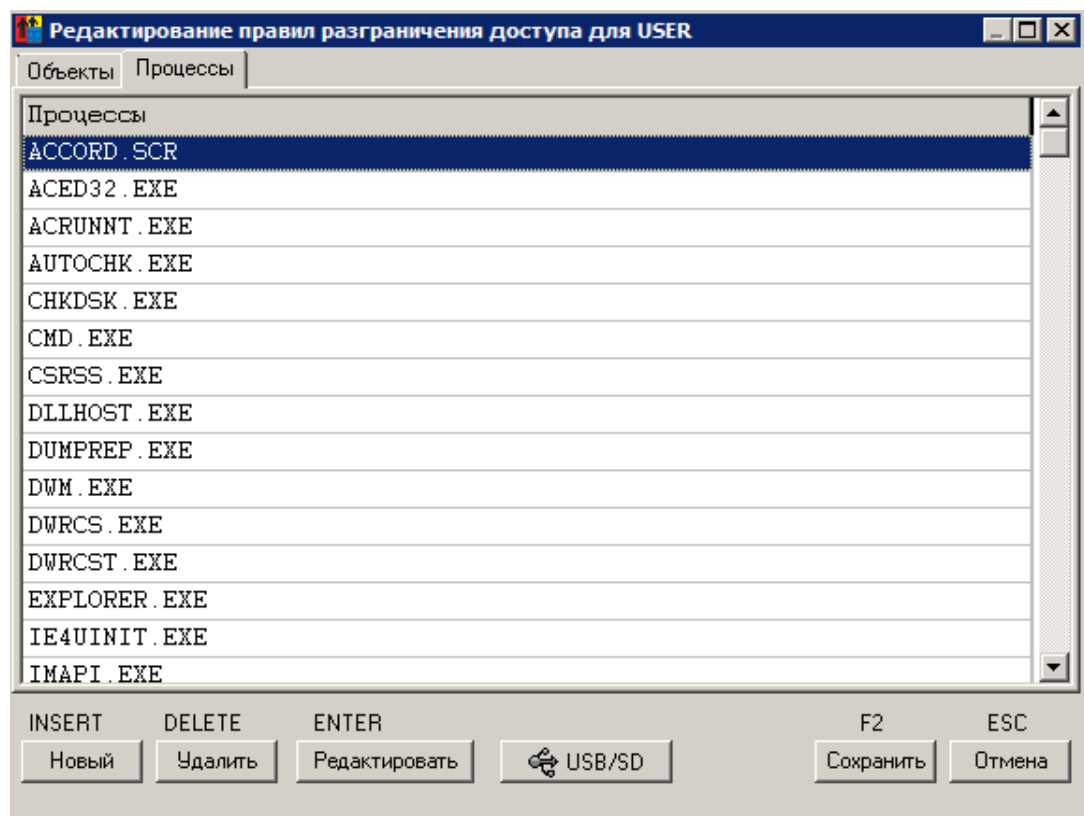 Редактирование правил разграничения доступа для USER
Объекты Процессы
Процессы
ACCORD.SCR
ACED32.EXE
ACRUNNT.EXE
AUTOCHK.EXE
CHKDSK.EXE
CMD.EXE
CSRSS.EXE
DLLHOST.EXE
DUMPREP.EXE
DWM.EXE
DWRCS.EXE
DWRCST.EXE
EXPLORER.EXE
IE4UINIT.EXE
IMAPI.EXE
INSERT DELETE ENTER F2 ESC
Новый Удалить Редактировать USB/SD Сохранить Отмена